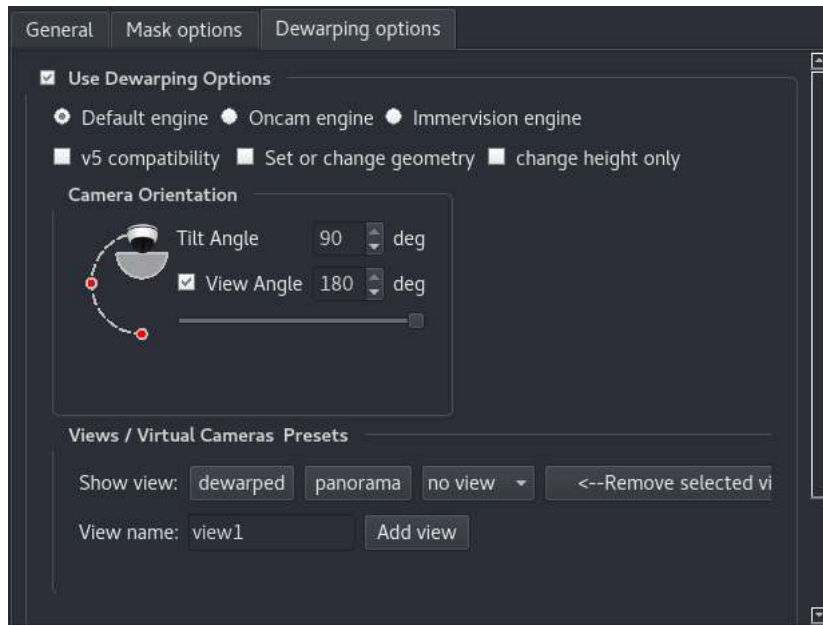 General Mask options Dewarping options
Use Dewarping Options
Default engine Oncam engine Immervision engine
v5 compatibility Set or change geometry change height only
Camera Orientation
Tilt Angle 90 deg
View Angle 180 deg
Views / Virtual Cameras Presets
Show view: dewarped panorama no view <--Remove selected vi
View name: view1 Add view